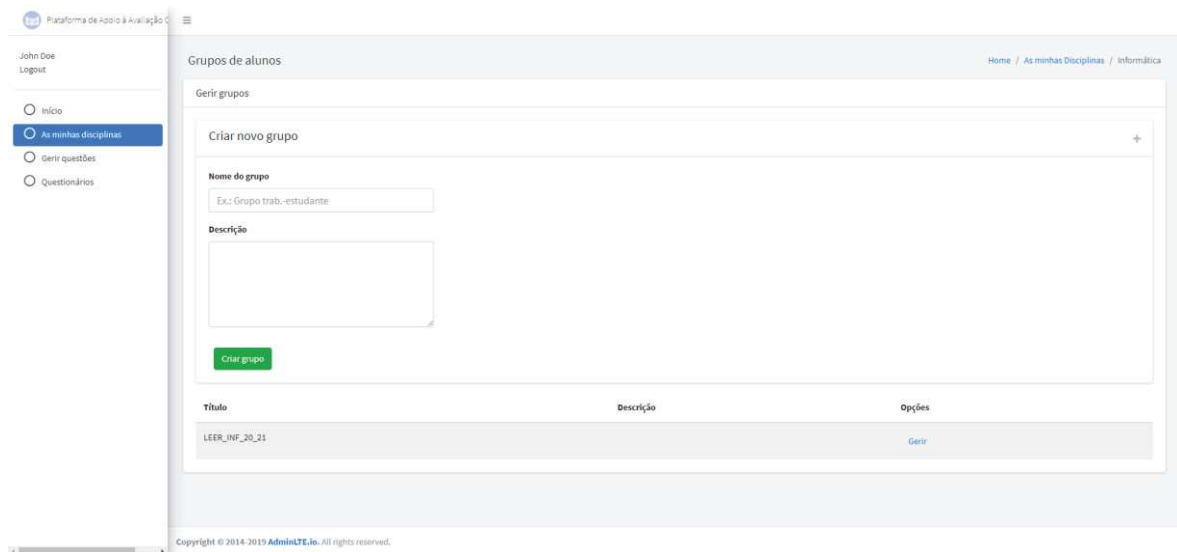 Plataforma de Apoio à Avaliação
John Doe
Logout
Início
As minhas disciplinas
Gerir questões
Questionários
Grupos de alunos
Home / As minhas Disciplinas / Informática
Gerir grupos
Criar novo grupo
+
Nome do grupo
Ex.: Grupo trab.-estudante
Descrição
Criar grupo
Título Descrição Opções
LEER_INF_20_21 Gerir
Copyright © 2014-2019 AdminLTE.io. All rights reserved.